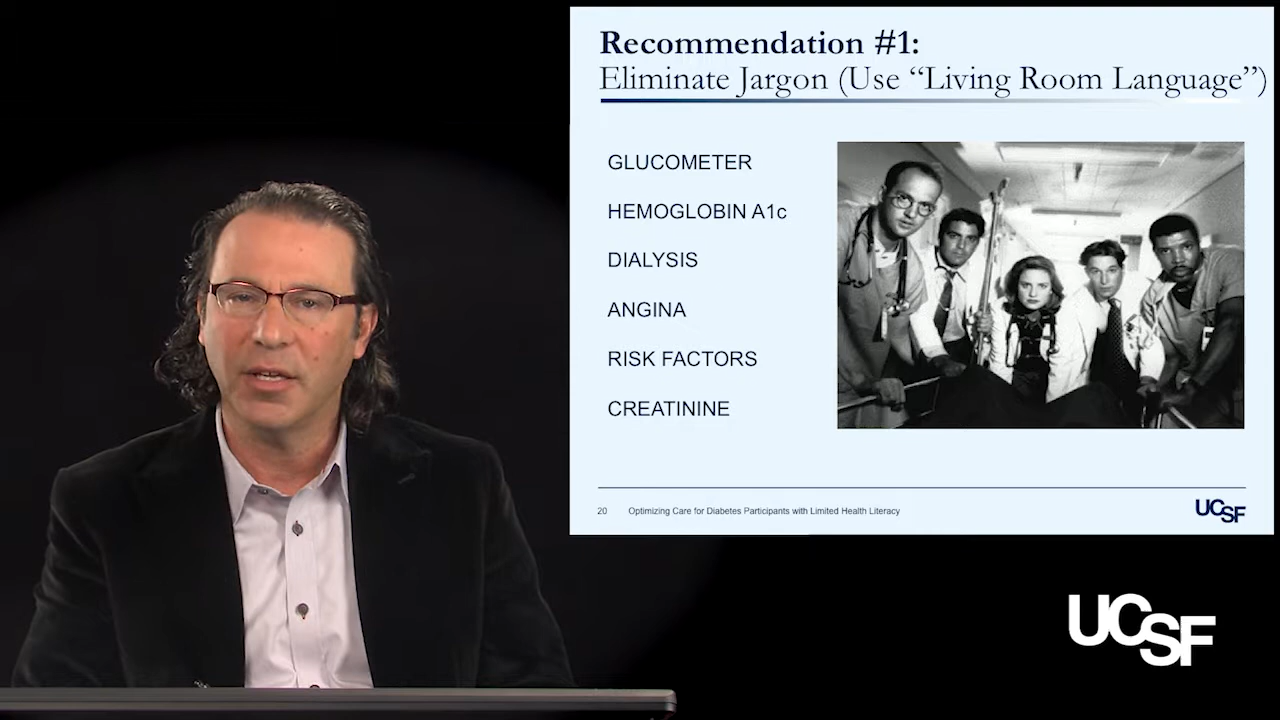 Recommendation #1:
Eliminate Jargon (Use “Living Room Language”)
GLUCOMETER
HEMOGLOBIN A1c
DIALYSIS
ANGINA
RISK FACTORS
CREATININE
20 Optimizing Care for Diabetes Participants with Limited Health Literacy
UCSF
UCSF